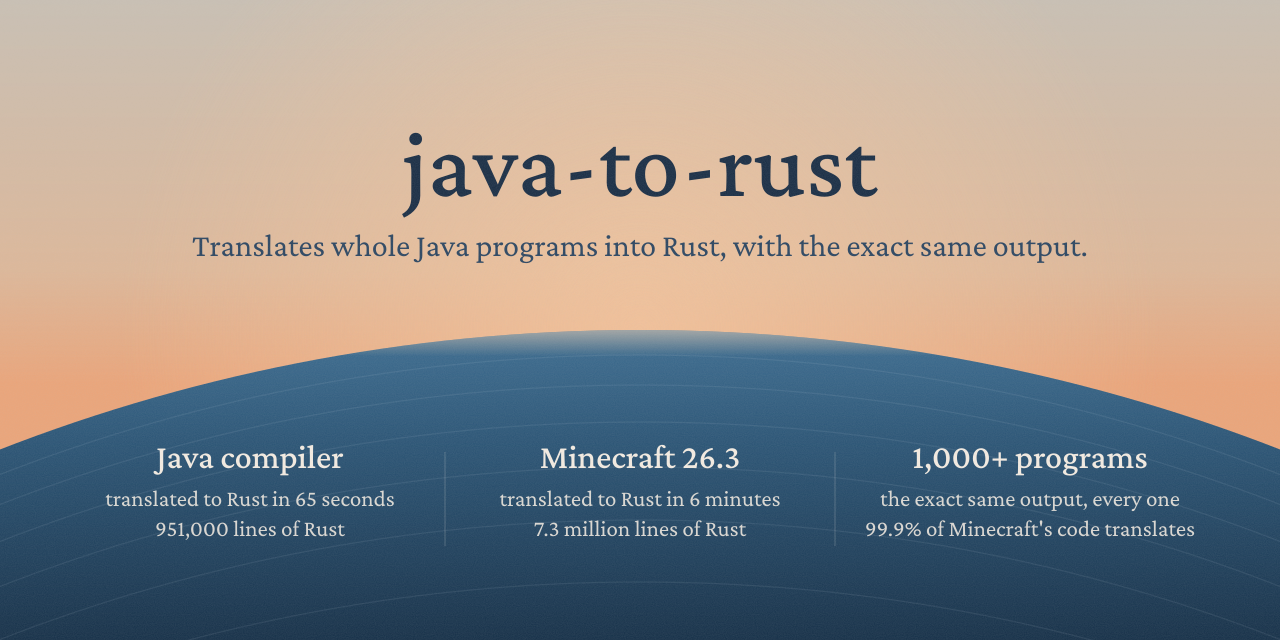 java-to-rust
Translates whole Java programs into Rust, with the exact same output.
Java compiler
translated to Rust in 65 seconds
951,000 lines of Rust
Minecraft 26.3
translated to Rust in 6 minutes
7.3 million lines of Rust
1,000+ programs
the exact same output, every one
99.9% of Minecraft's code translates